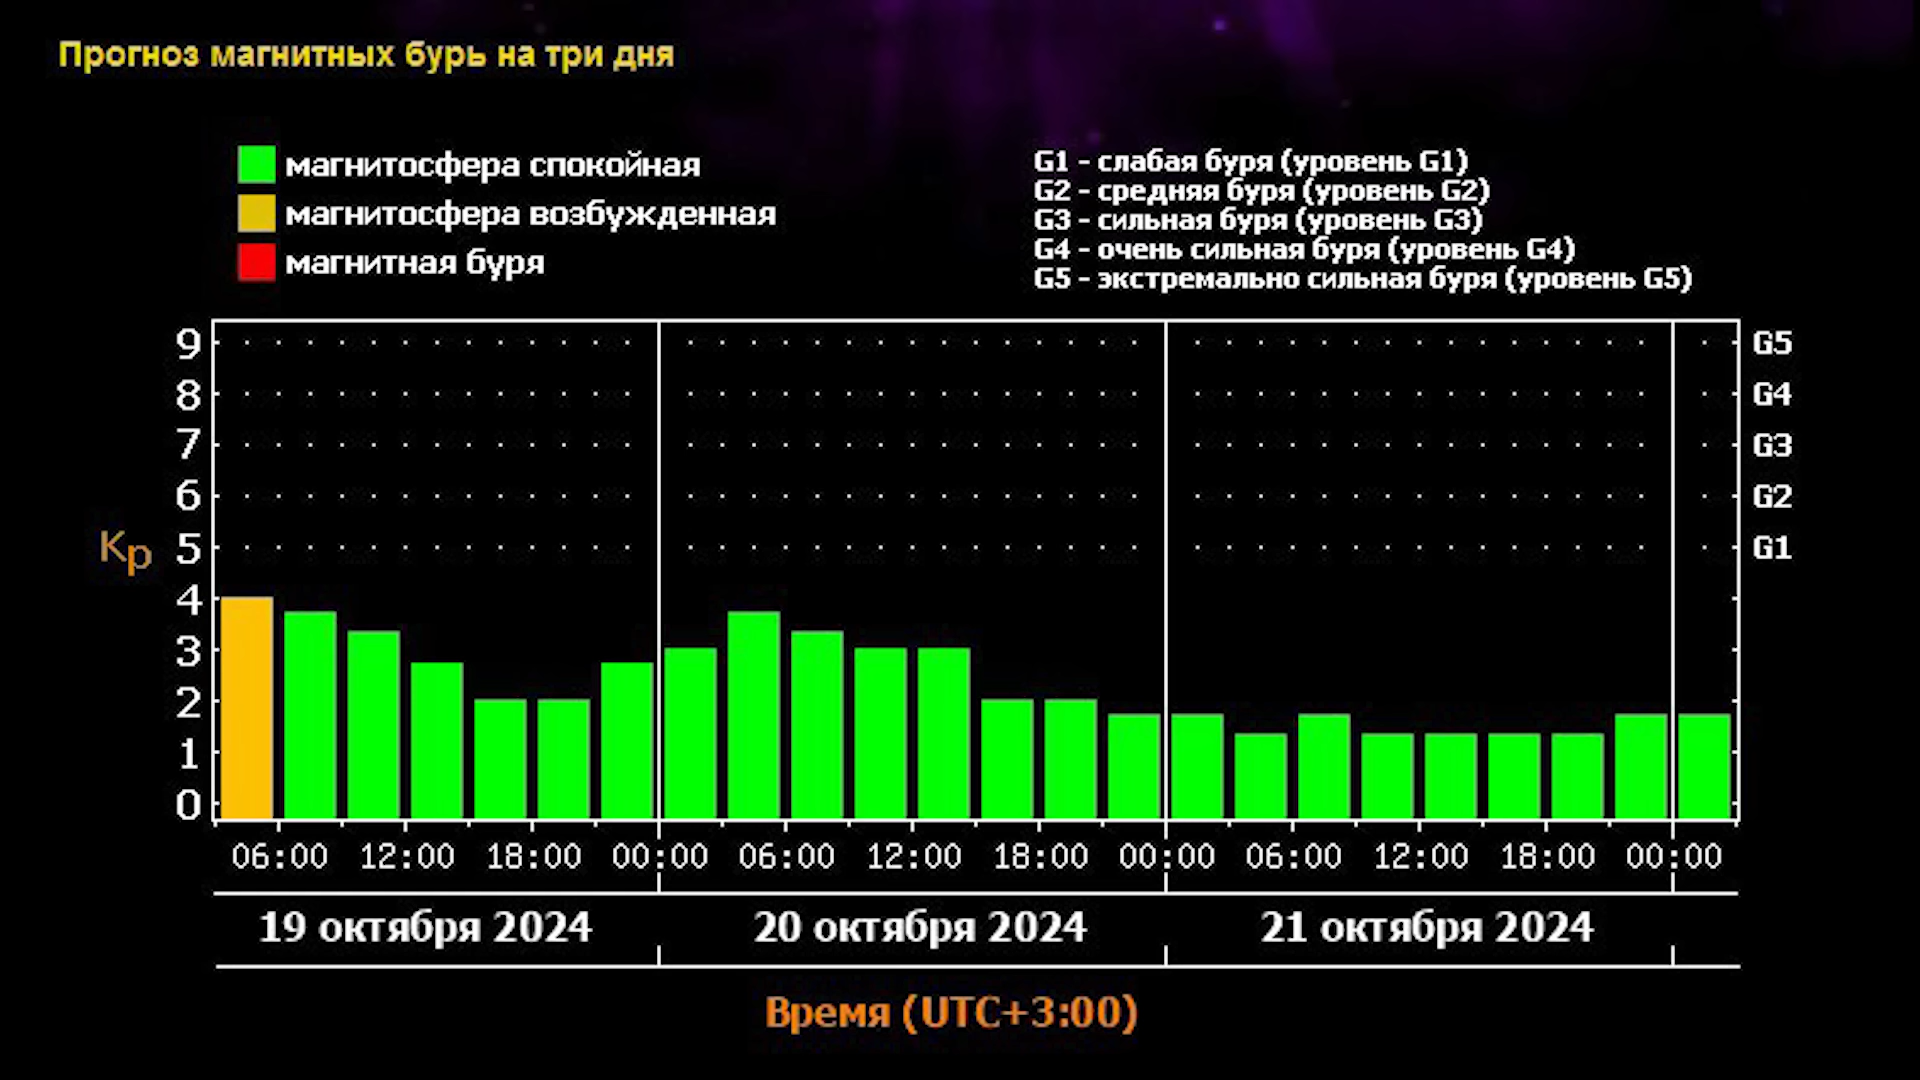 Прогноз магнитных бурь на три дня
магнитосфера спокойная
магнитосфера возбужденная
магнитная буря
G1 - слабая буря (уровень G1)
G2 - средняя буря (уровень G2)
G3 - сильная буря (уровень G3)
G4 - очень сильная буря (уровень G4)
G5 - экстремально сильная буря (уровень G5)
9 G5
8 G4
7 G3
6 G2
Kp 5 G1
4
3
2
1
0
06:00 12:00 18:00 00:00 06:00 12:00 18:00 00:00 06:00 12:00 18:00 00:00
19 октября 2024 20 октября 2024 21 октября 2024
Время (UTC+3:00)